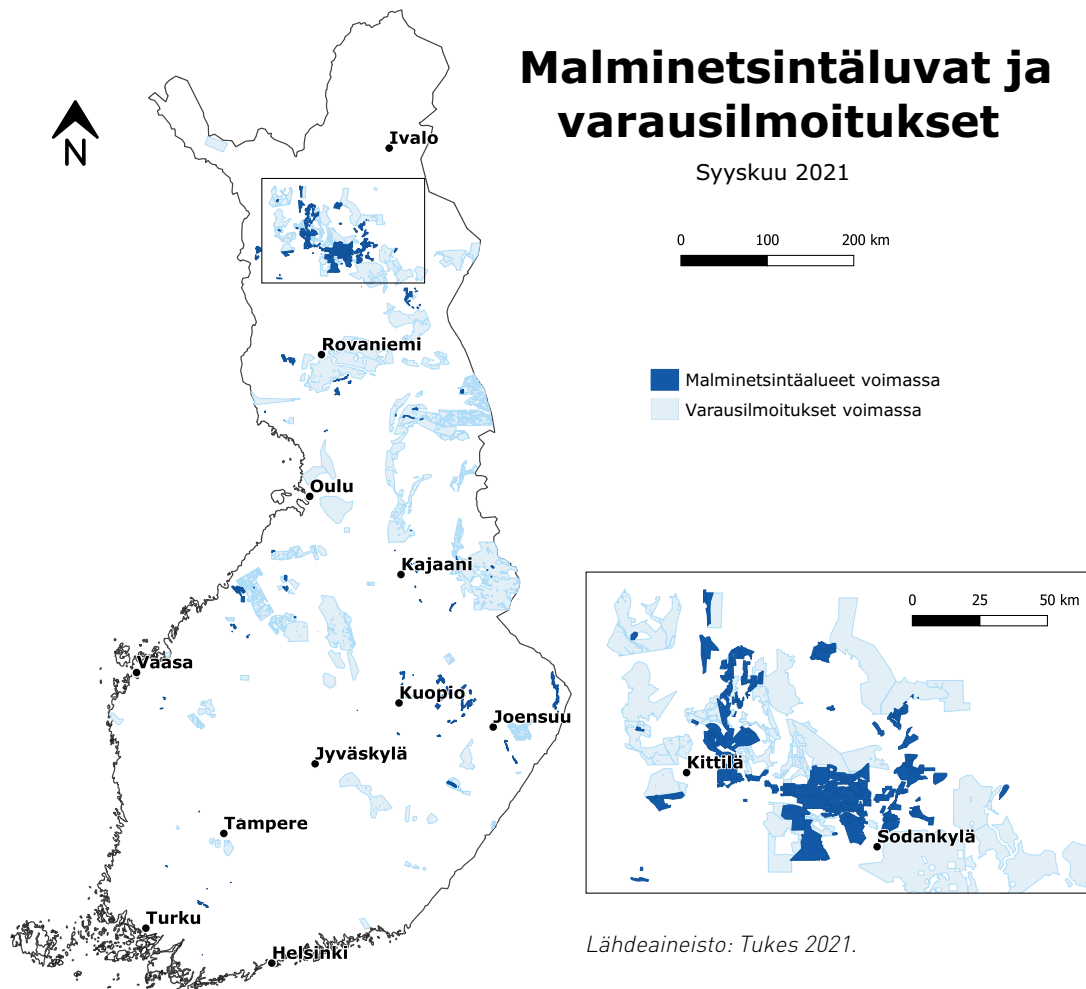 Malminetsintäluvat ja
varausilmoitukset
Syyskuu 2021
N
0 100 200 km
Malminetsintäalueet voimassa
Varausilmoitukset voimassa
Ivalo
Rovaniemi
Oulu
Kajaani
Vaasa
Kuopio
Joensuu
Jyväskylä
Tampere
Turku
Helsinki
0 25 50 km
Kittilä
Sodankylä
Lähdeaineisto: Tukes 2021.